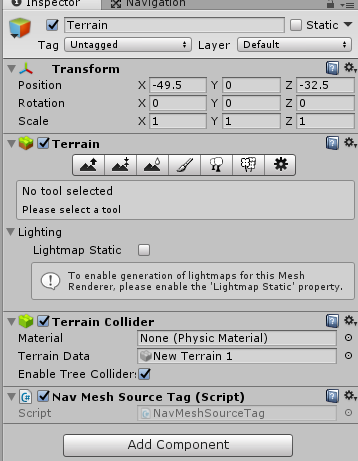 Inspector
Navigation
Terrain
Static
Tag Untagged Layer Default
Transform
Position X -49.5 Y 0 Z -32.5
Rotation X 0 Y 0 Z 0
Scale X 1 Y 1 Z 1
Terrain
No tool selected
Please select a tool
Lighting
Lightmap Static
To enable generation of lightmaps for this Mesh
Renderer, please enable the 'Lightmap Static' property.
Terrain Collider
Material None (Physic Material)
Terrain Data New Terrain 1
Enable Tree Colliders
Nav Mesh Source Tag (Script)
Script NavMeshSourceTag
Add Component